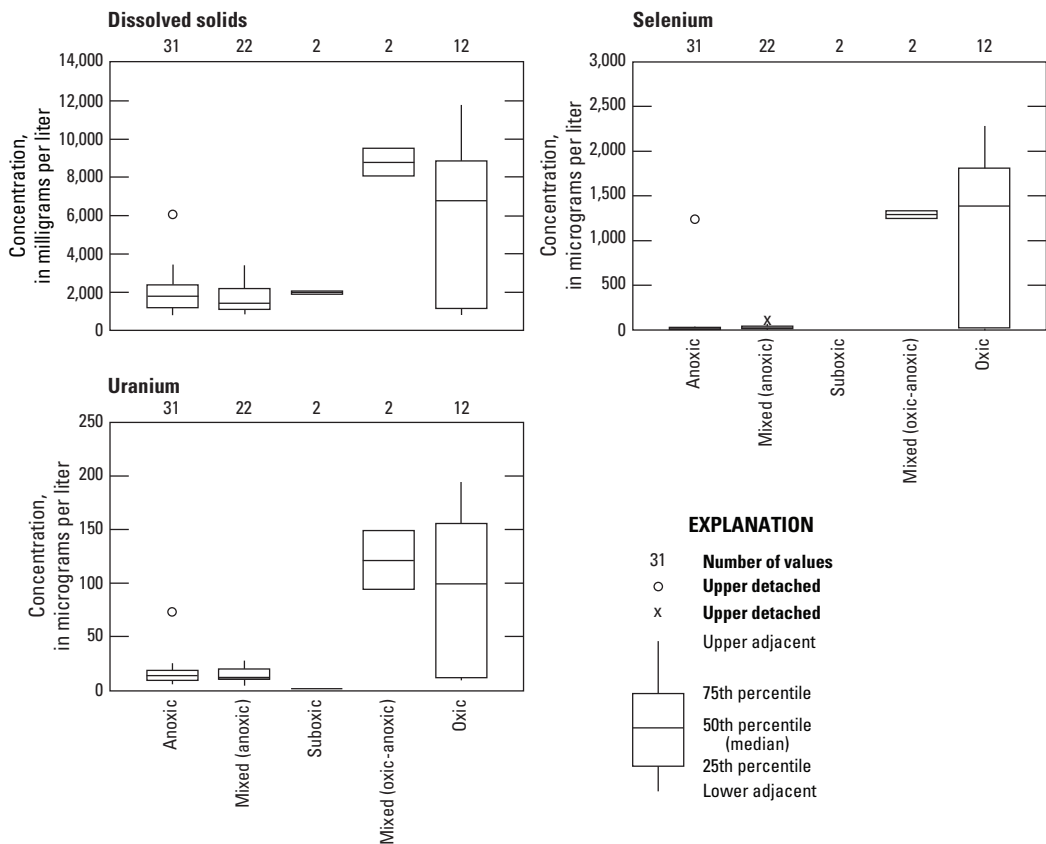 Dissolved solids
31 22 2 2 12
14,000
12,000
10,000
8,000
6,000
4,000
2,000
0
Concentration,
in milligrams per liter
Selenium
31 22 2 2 12
3,000
2,500
2,000
1,500
1,000
500
0
Concentration,
in micrograms per liter
x
Anoxic
Mixed (anoxic)
Suboxic
Mixed (oxic-anoxic)
Oxic
Uranium
31 22 2 2 12
250
200
150
100
50
0
Concentration,
in micrograms per liter
Anoxic
Mixed (anoxic)
Suboxic
Mixed (oxic-anoxic)
Oxic
EXPLANATION
31 Number of values
o Upper detached
x Upper detached
Upper adjacent
75th percentile
50th percentile
(median)
25th percentile
Lower adjacent